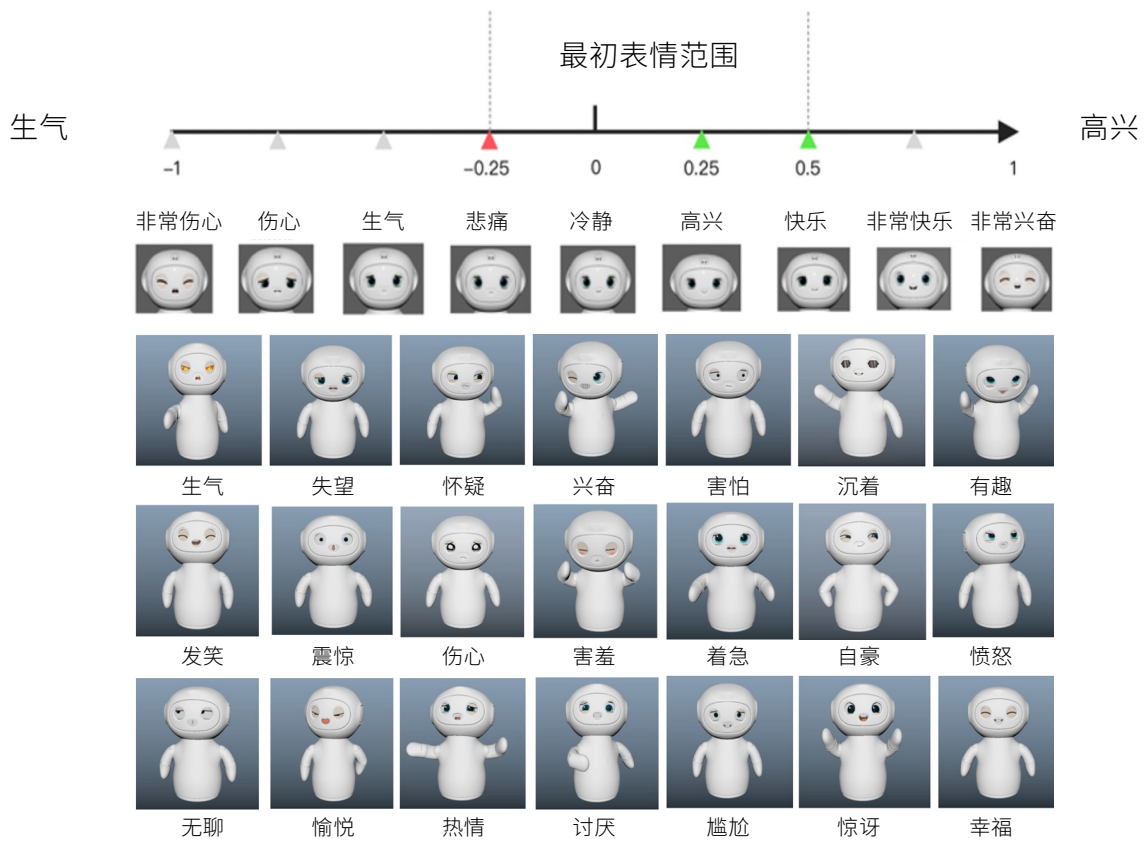 最初表情范围
生气 高兴
-1 -0.25 0 0.25 0.5 1
非常伤心 伤心 生气 悲痛 冷静 高兴 快乐 非常快乐 非常兴奋
生气 失望 怀疑 兴奋 害怕 沉着 有趣
发笑 震惊 伤心 害羞 着急 自豪 愤怒
无聊 愉悦 热情 讨厌 尴尬 惊讶 幸福